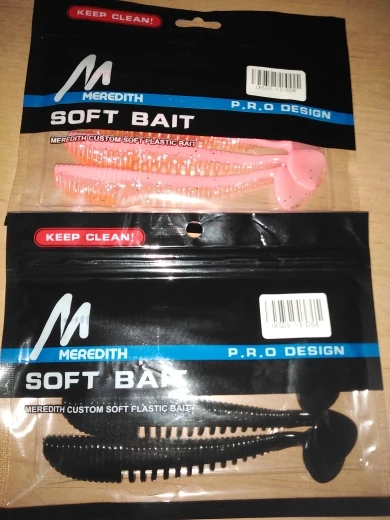 KEEP CLEAN!
M
MEREDITH
P.R.O DESIGN
SOFT BAIT
MEREDITH CUSTOM SOFT PLASTIC BAIT
KEEP CLEAN!
M
MEREDITH
P.R.O DESIGN
SOFT BAIT
MEREDITH CUSTOM SOFT PLASTIC BAIT